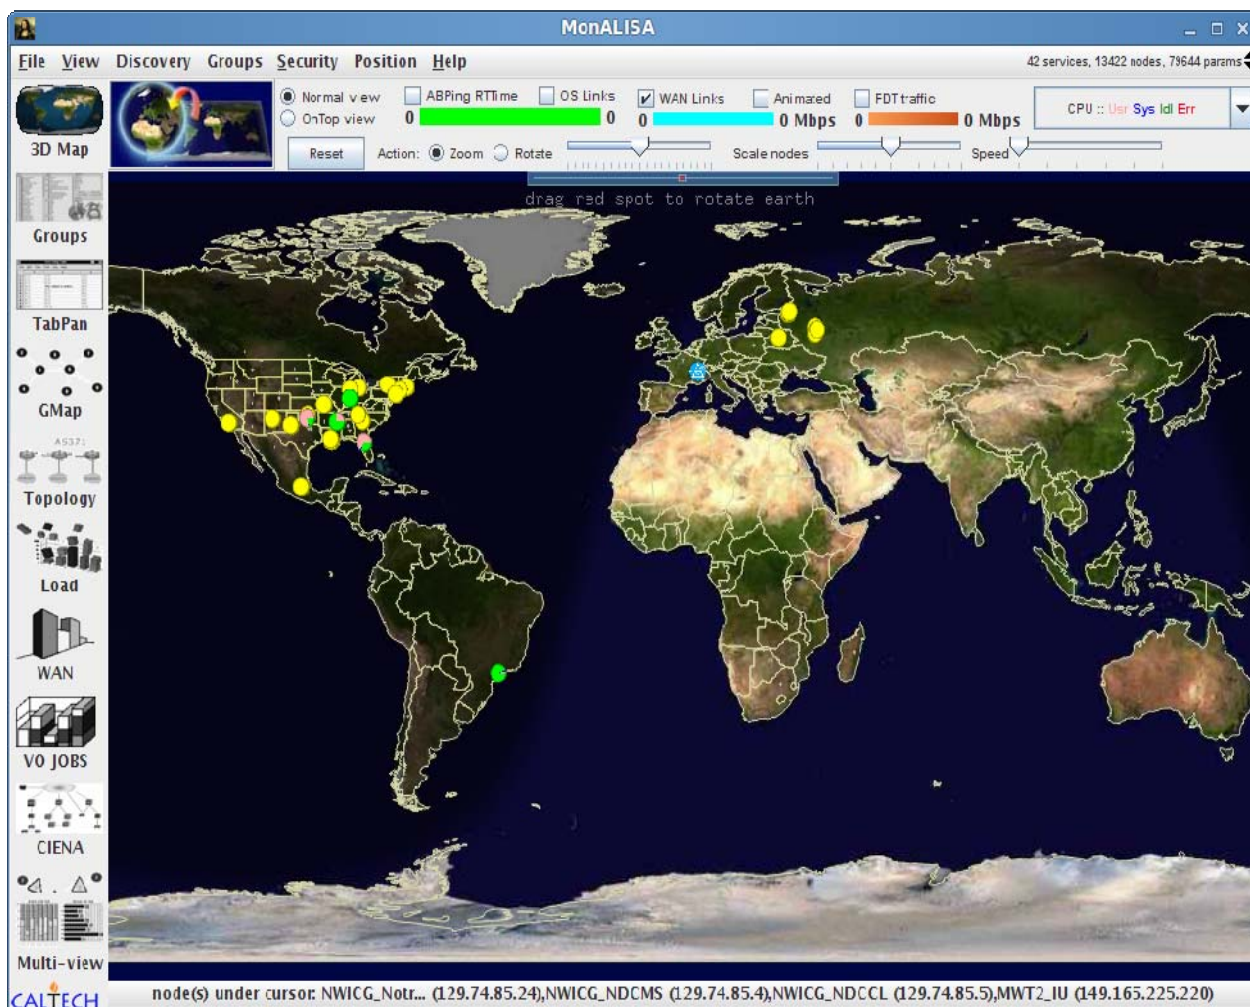 MonALISA
File View Discovery Groups Security Position Help
42 services, 13422 nodes, 79644 params
Normal view
OnTop view
ABPing RTTime
0 0
OS Links
WAN Links
0 0 Mbps
Animated
FDT traffic
0 0 Mbps
CPU :: Usr Sys Idl Err
Reset
Action: Zoom Rotate
Scale nodes
Speed
drag red spot to rotate earth
3D Map
Groups
TabPan
GMap
AS37:
Topology
Load
WAN
VO JOBS
CIENA
Multi-view
CALTECH
node(s) under cursor: NWICG_Notr... (129.74.85.24),NWICG_NDCMS (129.74.85.4),NWICG_NDCCL (129.74.85.5),MWT2_IU (149.165.225.220)